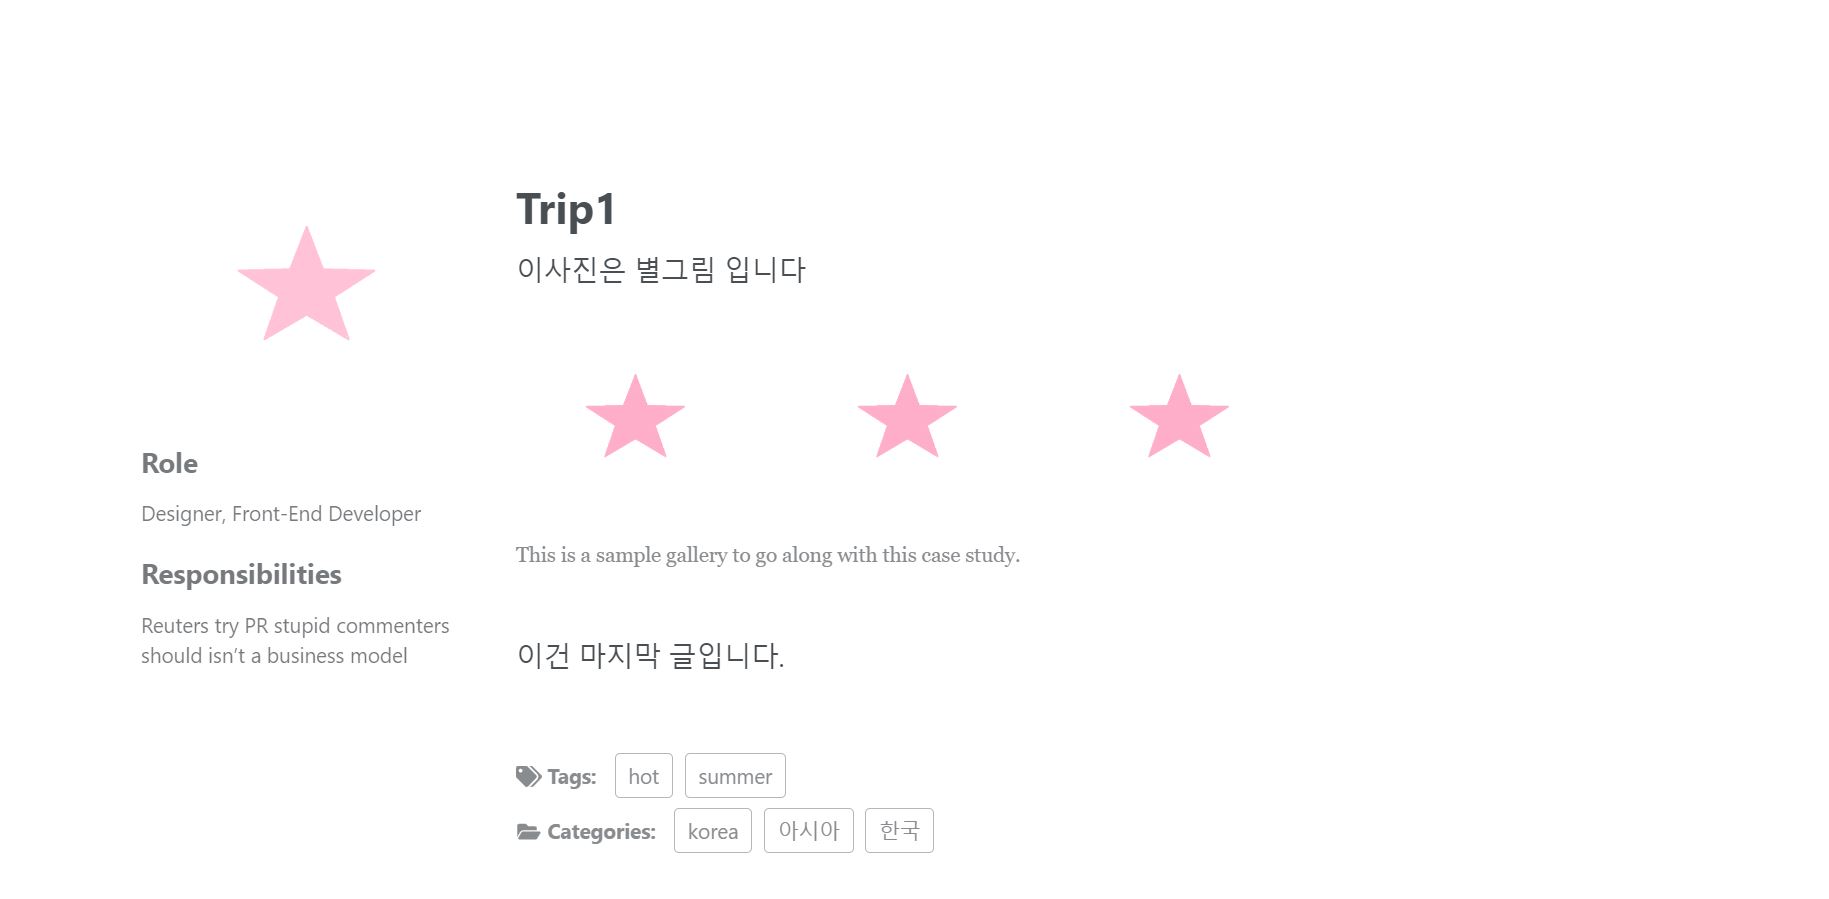 Trip1
이사진은 별그림 입니다
Role
Designer, Front-End Developer
Responsibilities
Reuters try PR stupid commenters
should isn’t a business model
This is a sample gallery to go along with this case study.
이건 마지막 글입니다.
Tags: hot summer
Categories: korea 아시아 한국